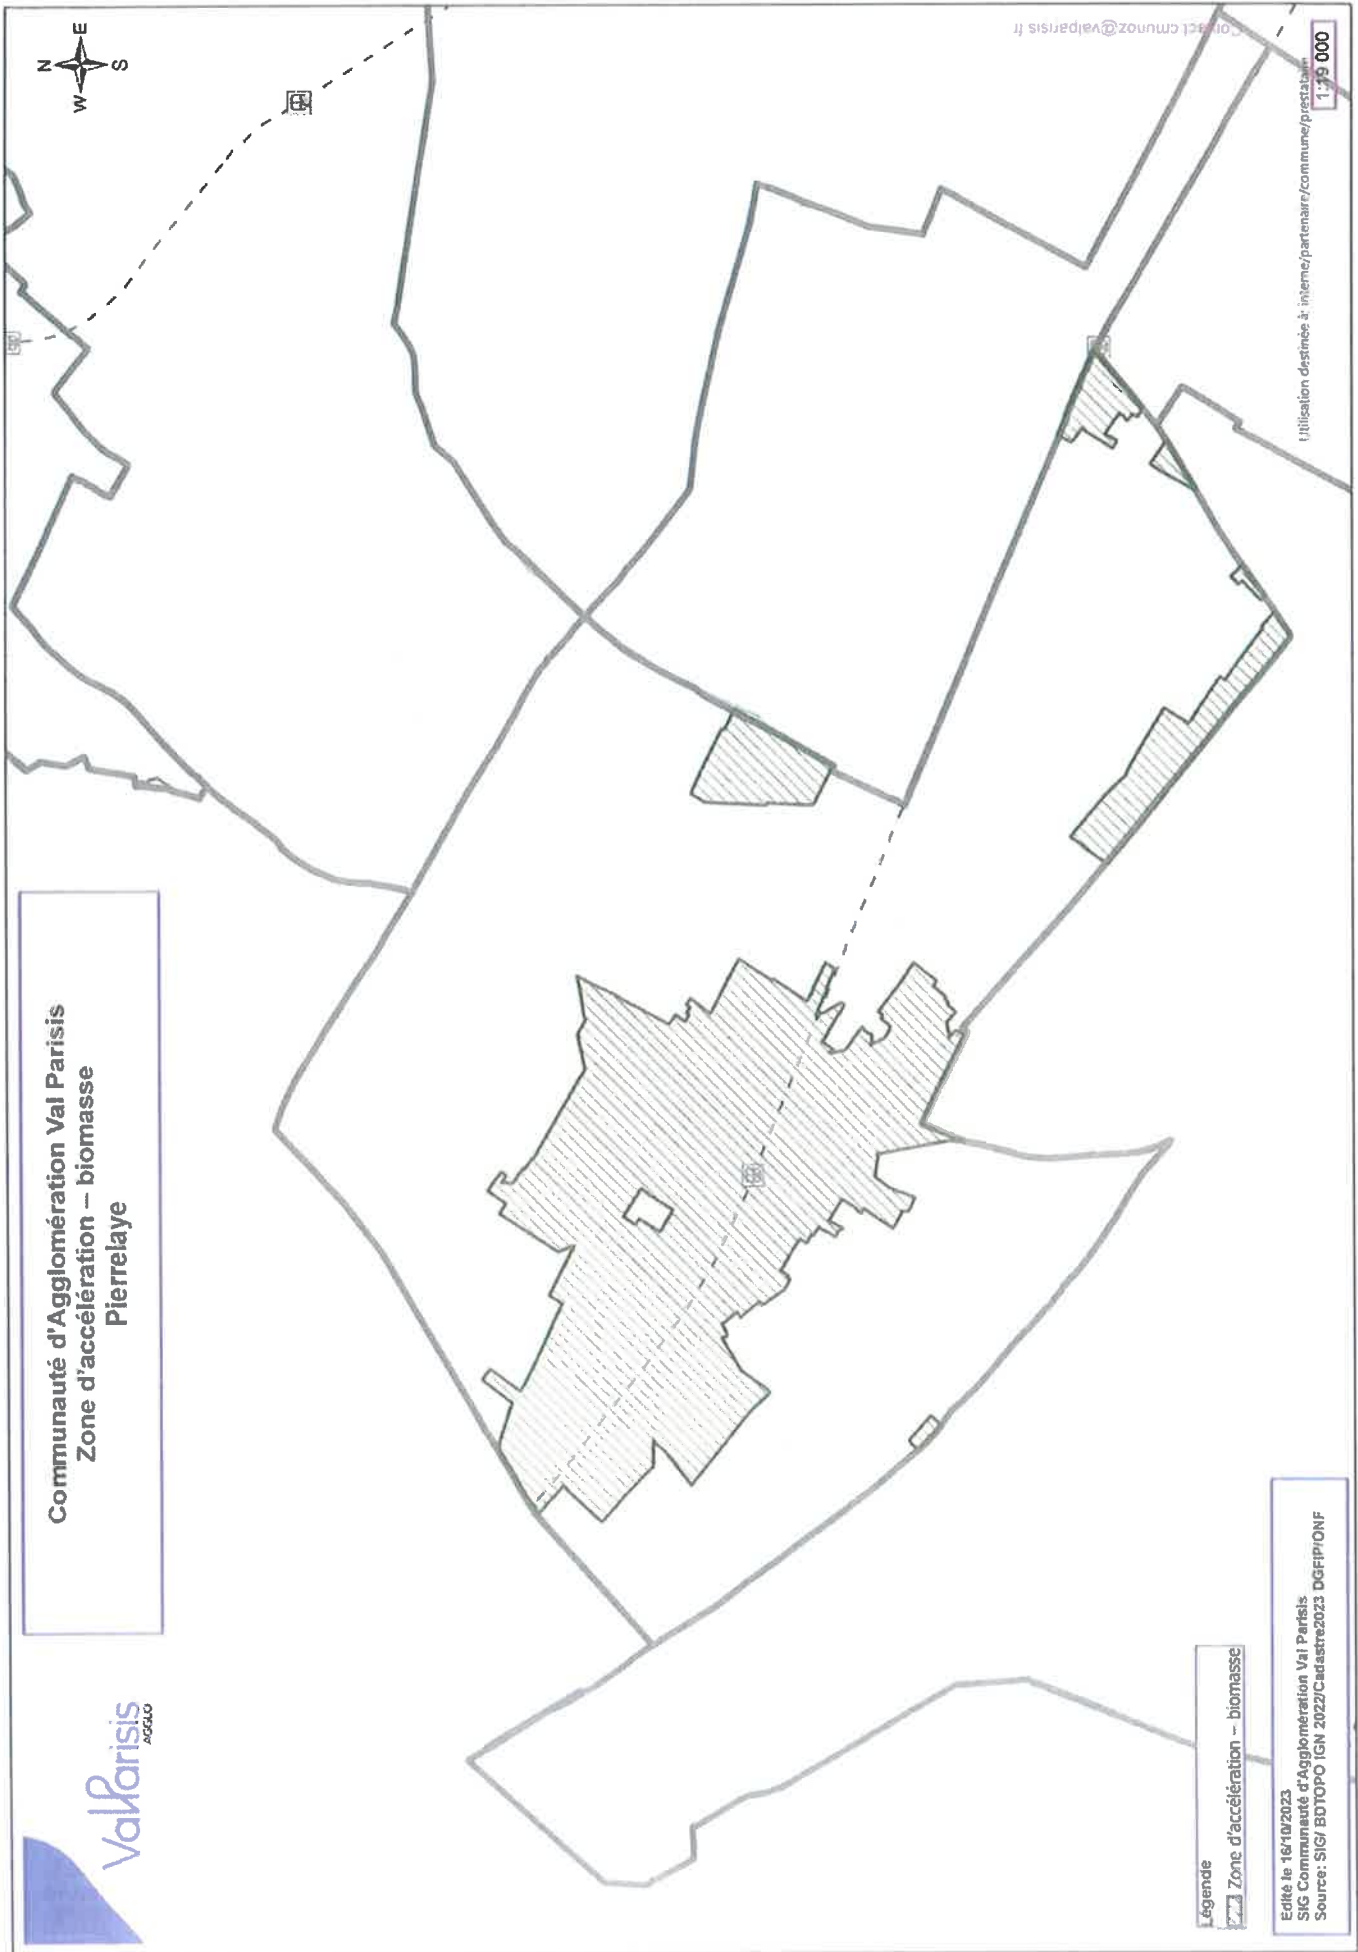 ValParisis
AGGLO
Communauté d'Agglomération Val Parisis
Zone d'accélération – biomasse
Pierrelaye
N
W
E
S
Légende
Zone d'accélération – biomasse
Edité le 16/10/2023
SIG Communauté d'Agglomération Val Parisis
Source: SIG/ BDTOPO IGN 2022/Cadastre2023 DGFIP/ONF
Utilisation destinée à: interne/partenaire/commune/prestataire
1:19 000
Contact cmunoz@valparisis fr